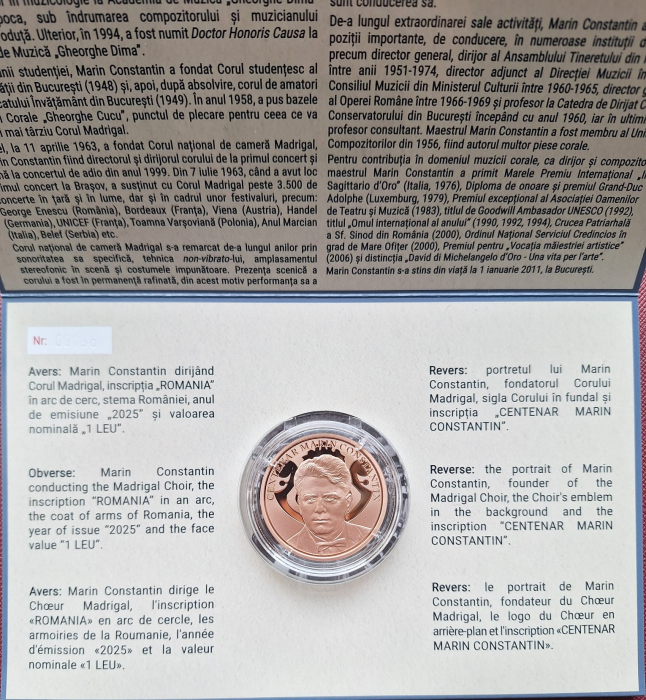 poca, sub îndrumarea compozitorului și muzicianului
oduță. Ulterior, în 1994, a fost numit Doctor Honoris Causa la
de Muzică „Gheorghe Dima".
nii studenției, Marin Constantin a fondat Corul studențesc al
ății din București (1948) și, apoi, după absolvire, corul de amatori
catului Învățământ din București (1949). În anul 1958, a pus bazele
i Corale „Gheorghe Cucu", punctul de plecare pentru ceea ce va
i mai târziu Corul Madrigal.
el, la 11 aprilie 1963, a fondat Corul național de cameră Madrigal,
in Constantin fiind directorul și dirijorul corului de la primul concert și
nă la concertul de adio din anul 1999. Din 7 iunie 1963, când a avut loc
imul concert la Brașov, a susținut cu Corul Madrigal peste 3.500 de
oncerte în țară și în lume, dar și în cadrul unor festivaluri, precum:
George Enescu (România), Bordeaux (Franța), Viena (Austria), Handel
(Germania), UNICEF (Franța), Toamna Varșoviană (Polonia), Anul Marcian
(Italia), Belef (Serbia) etc.
Corul național de cameră Madrigal s-a remarcat de-a lungul anilor prin
sonoritatea sa specifică, tehnica non-vibrato-lui, amplasamentul
stereofonic în scenă și costumele impunătoare. Prezența scenică a
corului a fost în permanență rafinată, din acest motiv performanța sa a
sunt conducerea sa.
De-a lungul extraordinarei sale activități, Marin Constantin a
poziții importante, de conducere, în numeroase instituții d
precum director general, dirijor al Ansamblului Tineretului din
între anii 1951-1974, director adjunct al Direcției Muzicii în
Consiliul Muzicii din Ministerul Culturii între 1960-1965, director g
al Operei Române între 1966-1969 și profesor la Catedra de Dirijat C
Conservatorului din București începând cu anul 1960, iar în ultim
profesor consultant. Maestrul Marin Constantin a fost membru al Uni
Compozitorilor din 1956, fiind autorul multor piese corale.
Pentru contribuția în domeniul muzicii corale, ca dirijor și compozito
maestrul Marin Constantin a primit Marele Premiu Internațional „Il
Sagittario d'Oro" (Italia, 1976), Diploma de onoare și premiul Grand-Duc
Adolphe (Luxemburg, 1979), Premiul excepțional al Asociației Oamenilor
de Teatru și Muzică (1983), titlul de Goodwill Ambasador UNESCO (1992),
titlul „Omul internațional al anului" (1990, 1992, 1994), Crucea Patriarhală
a Sf. Sinod din România (2000), Ordinul Național Serviciul Credincios în
grad de Mare Ofițer (2000), Premiul pentru „Vocația măiestriei artistice"
(2006) și distincția „David di Michelangelo d'Oro - Una vita per l'arte".
Marin Constantin s-a stins din viață la 1 ianuarie 2011, la București.
Nr.
Avers: Marin Constantin dirijând
Corul Madrigal, inscripția „ROMANIA"
în arc de cerc, stema României, anul
de emisiune „2025" și valoarea
nominală „1 LEU".
Obverse: Marin Constantin
conducting the Madrigal Choir, the
inscription "ROMANIA" in an arc,
the coat of arms of Romania, the
year of issue "2025" and the face
value "1 LEU".
Avers: Marin Constantin dirige le
Chœur Madrigal, l'inscription
«ROMANIA» en arc de cercle, les
armoiries de la Roumanie, l'année
d'émission «2025» et la valeur
nominale «1 LEU».
CENTENAR MARIN CONSTANTIN
Revers: portretul lui Marin
Constantin, fondatorul Corului
Madrigal, sigla Corului în fundal și
inscripția „CENTENAR MARIN
CONSTANTIN".
Reverse: the portrait of Marin
Constantin, founder of the
Madrigal Choir, the Choir's emblem
in the background and the
inscription "CENTENAR MARIN
CONSTANTIN".
Revers: le portrait de Marin
Constantin, fondateur du Chœur
Madrigal, le logo du Chœur en
arrière-plan et l'inscription «CENTENAR
MARIN CONSTANTIN».